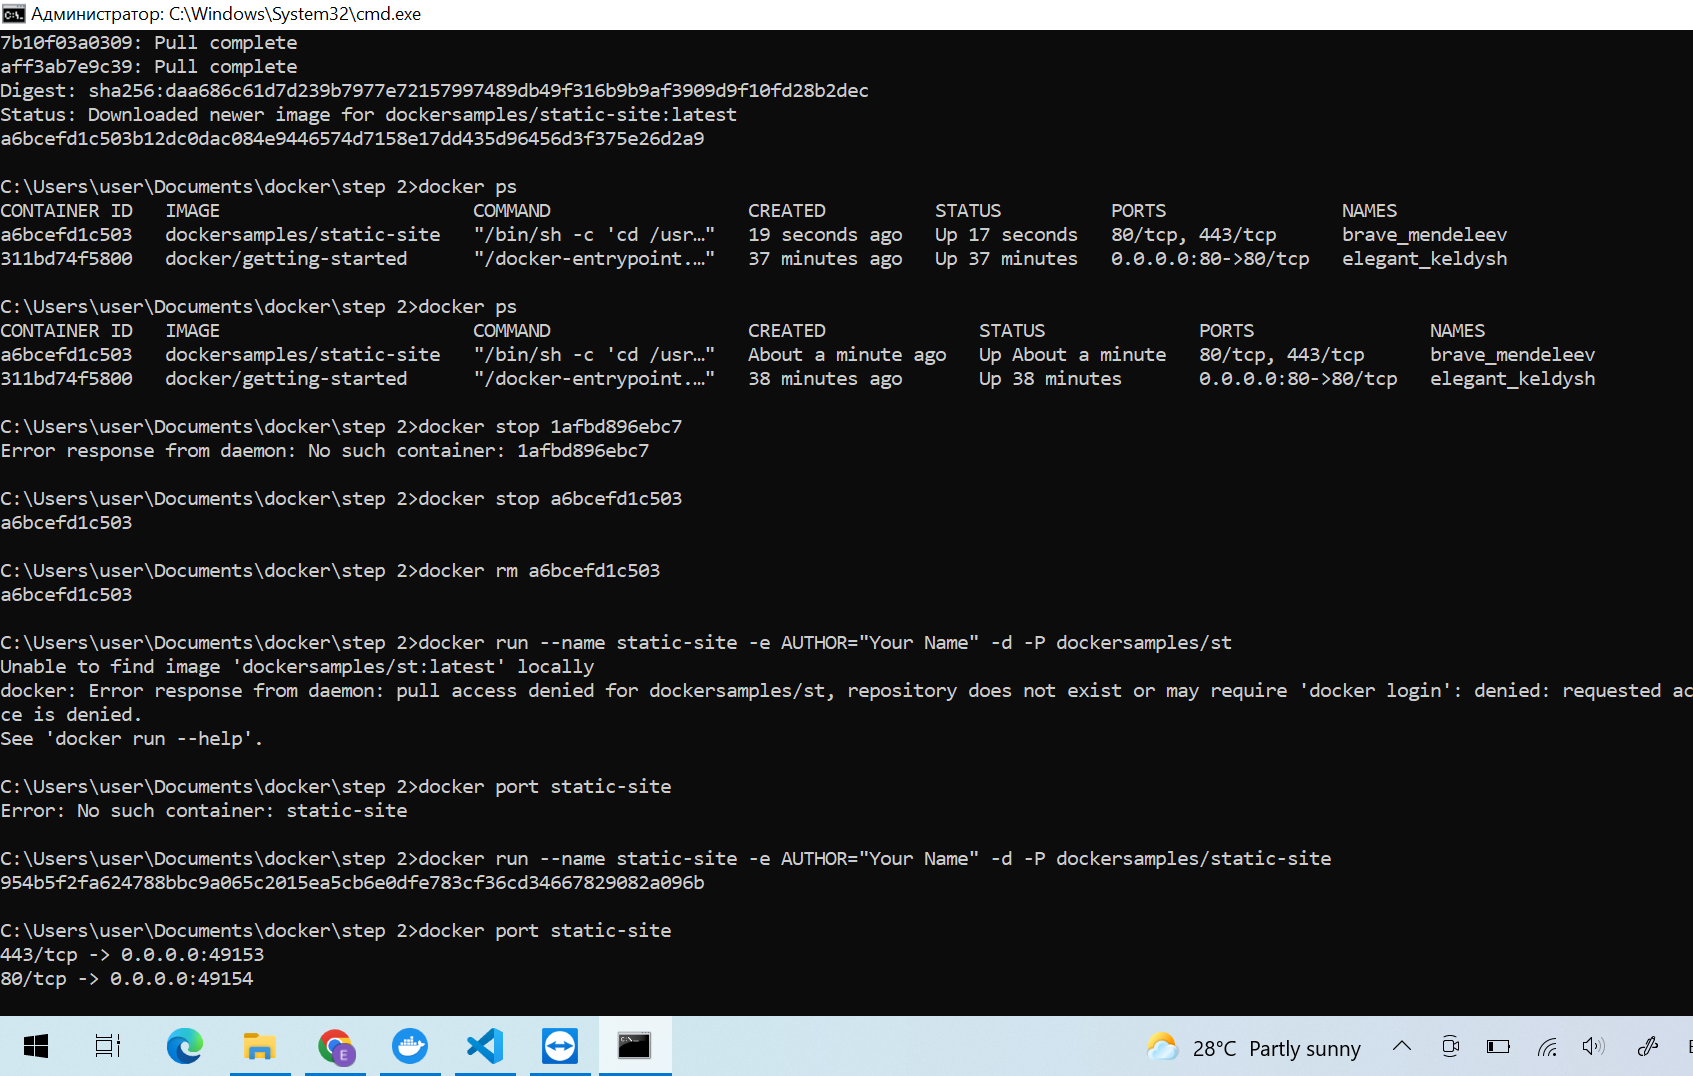 Администратор: C:\Windows\System32\cmd.exe
7b10f03a0309: Pull complete
aff3ab7e9c39: Pull complete
Digest: sha256:daa686c61d7d239b7977e72157997489db49f316b9b9af3909d9f10fd28b2dec
Status: Downloaded newer image for dockersamples/static-site:latest
a6bcefd1c503b12dc0dac084e9446574d7158e17dd435d96456d3f375e26d2a9
C:\Users\user\Documents\docker\step 2>docker ps
CONTAINER ID   IMAGE                       COMMAND                  CREATED          STATUS          PORTS                NAMES
a6bcefd1c503   dockersamples/static-site   "/bin/sh -c 'cd /usr…"   19 seconds ago   Up 17 seconds   80/tcp, 443/tcp      brave_mendeleev
311bd74f5800   docker/getting-started      "/docker-entrypoint.…"   37 minutes ago   Up 37 minutes   0.0.0.0:80->80/tcp   elegant_keldysh
C:\Users\user\Documents\docker\step 2>docker ps
CONTAINER ID   IMAGE                       COMMAND                  CREATED              STATUS              PORTS                NAMES
a6bcefd1c503   dockersamples/static-site   "/bin/sh -c 'cd /usr…"   About a minute ago   Up About a minute   80/tcp, 443/tcp      brave_mendeleev
311bd74f5800   docker/getting-started      "/docker-entrypoint.…"   38 minutes ago       Up 38 minutes       0.0.0.0:80->80/tcp   elegant_keldysh
C:\Users\user\Documents\docker\step 2>docker stop 1afbd896ebc7
Error response from daemon: No such container: 1afbd896ebc7
C:\Users\user\Documents\docker\step 2>docker stop a6bcefd1c503
a6bcefd1c503
C:\Users\user\Documents\docker\step 2>docker rm a6bcefd1c503
a6bcefd1c503
C:\Users\user\Documents\docker\step 2>docker run --name static-site -e AUTHOR="Your Name" -d -P dockersamples/st
Unable to find image 'dockersamples/st:latest' locally
docker: Error response from daemon: pull access denied for dockersamples/st, repository does not exist or may require 'docker login': denied: requested ac
ce is denied.
See 'docker run --help'.
C:\Users\user\Documents\docker\step 2>docker port static-site
Error: No such container: static-site
C:\Users\user\Documents\docker\step 2>docker run --name static-site -e AUTHOR="Your Name" -d -P dockersamples/static-site
954b5f2fa624788bbc9a065c2015ea5cb6e0dfe783cf36cd34667829082a096b
C:\Users\user\Documents\docker\step 2>docker port static-site
443/tcp -> 0.0.0.0:49153
80/tcp -> 0.0.0.0:49154
E
28°C Partly sunny